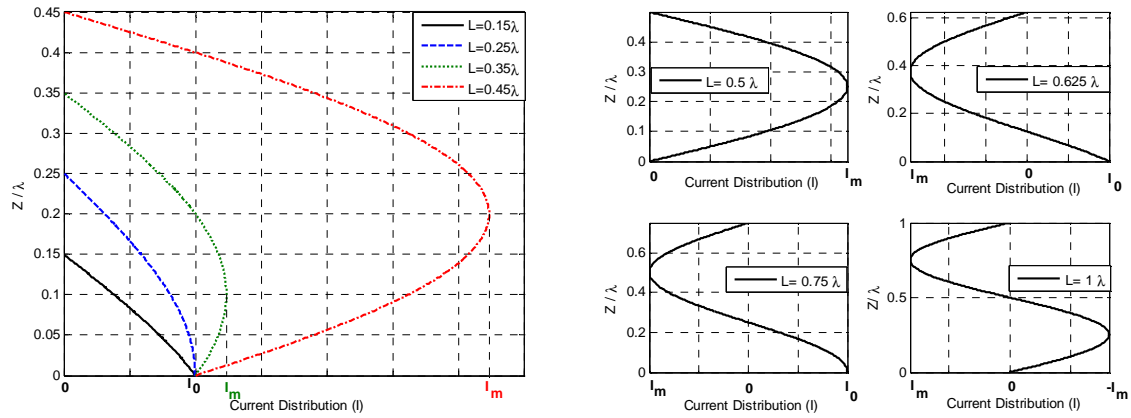 0.45
0.4
0.35
0.3
0.25
0.2
0.15
0.1
0.05
0
Z / λ
L=0.15λ
L=0.25λ
L=0.35λ
L=0.45λ
0
I0
Im
Im
Current Distribution (I)
0.4
0.3
0.2
0.1
0
Z / λ
L= 0.5 λ
0
Im
Current Distribution (I)
0.6
0.4
0.2
0
Z / λ
L= 0.625 λ
Im
0
I0
Current Distribution (I)
0.6
0.4
0.2
0
Z / λ
L= 0.75 λ
Im
0
I0
Current Distribution (I)
1
0.5
0
Z/ λ
L= 1 λ
Im
0
-Im
Current Distribution (I)